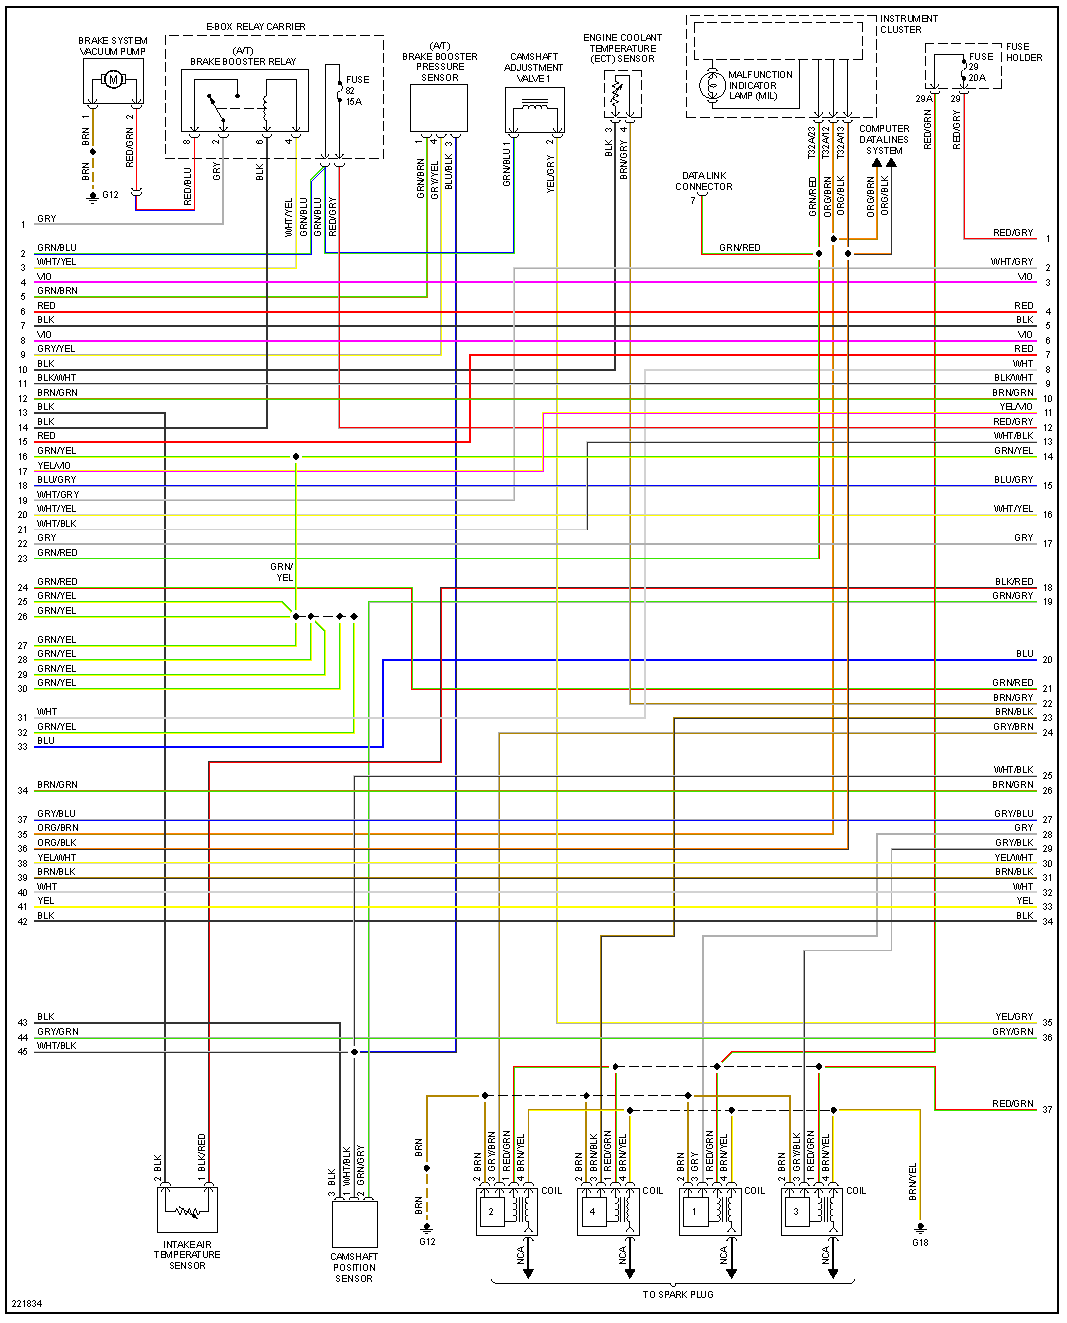 E-BOX RELAY CARRIER
BRAKE SYSTEM
VACUUM PUMP
M
(A/T)
BRAKE BOOSTER RELAY
FUSE
82
15A
(A/T)
BRAKE BOOSTER
PRESSURE
SENSOR
CAMSHAFT
ADJUSTMENT
VALVE 1
ENGINE COOLANT
TEMPERATURE
(ECT) SENSOR
INSTRUMENT
CLUSTER
MALFUNCTION
INDICATOR
LAMP (MIL)
FUSE
HOLDER
FUSE
29
20A
29A
29
1
2
8
2
6
4
1
4
3
1
2
3
4
T32A/23
T32A/12
T32A/13
COMPUTER
DATALINES
SYSTEM
DATA LINK
CONNECTOR
7
BRN
BRN
RED/GRN
G12
RED/BLU
GRY
BLK
WHT/YEL
GRN/BLU
GRN/BLU
RED/GRY
GRN/BRN
GRY/YEL
BLU/BLK
GRN/BLU
YEL/GRY
BLK
BRN/GRY
GRN/RED
ORG/BRN
ORG/BLK
ORG/BRN
ORG/BLK
RED/GRN
RED/GRY
GRN/RED
1 GRY
2 GRN/BLU
3 WHT/YEL
4 VIO
5 GRN/BRN
6 RED
7 BLK
8 VIO
9 GRY/YEL
10 BLK
11 BLK/WHT
12 BRN/GRN
13 BLK
14 BLK
15 RED
16 GRN/YEL
17 YEL/VIO
18 BLU/GRY
19 WHT/GRY
20 WHT/YEL
21 WHT/BLK
22 GRY
23 GRN/RED
24 GRN/RED
25 GRN/YEL
26 GRN/YEL
27 GRN/YEL
28 GRN/YEL
29 GRN/YEL
30 GRN/YEL
31 WHT
32 GRN/YEL
33 BLU
34 BRN/GRN
37 GRY/BLU
35 ORG/BRN
36 ORG/BLK
38 YEL/WHT
39 BRN/BLK
40 WHT
41 YEL
42 BLK
43 BLK
44 GRY/GRN
45 WHT/BLK
GRN/
YEL
RED/GRY 1
WHT/GRY 2
VIO 3
RED 4
BLK 5
VIO 6
RED 7
WHT 8
BLK/WHT 9
BRN/GRN 10
YEL/VIO 11
RED/GRY 12
WHT/BLK 13
GRN/YEL 14
BLU/GRY 15
WHT/YEL 16
GRY 17
BLK/RED 18
GRN/GRY 19
BLU 20
GRN/RED 21
BRN/GRY 22
BRN/BLK 23
GRY/BRN 24
WHT/BLK 25
BRN/GRN 26
GRY/BLU 27
GRY 28
GRY/BLK 29
YEL/WHT 30
BRN/BLK 31
WHT 32
YEL 33
BLK 34
YEL/GRY 35
GRY/GRN 36
RED/GRN 37
2 BLK
1 BLK/RED
INTAKE AIR
TEMPERATURE
SENSOR
3 BLK
1 WHT/BLK
2 GRN/GRY
CAMSHAFT
POSITION
SENSOR
BRN
BRN
G12
2 BRN
3 GRY/BRN
1 RED/GRN
4 BRN/YEL
COIL
2
NCA
2 BRN
3 BRN/BLK
1 RED/GRN
4 BRN/YEL
COIL
4
NCA
2 BRN
3 GRY
1 RED/GRN
4 BRN/YEL
COIL
1
NCA
2 BRN
3 GRY/BLK
1 RED/GRN
4 BRN/YEL
COIL
3
NCA
BRN/YEL
G18
TO SPARK PLUG
221834